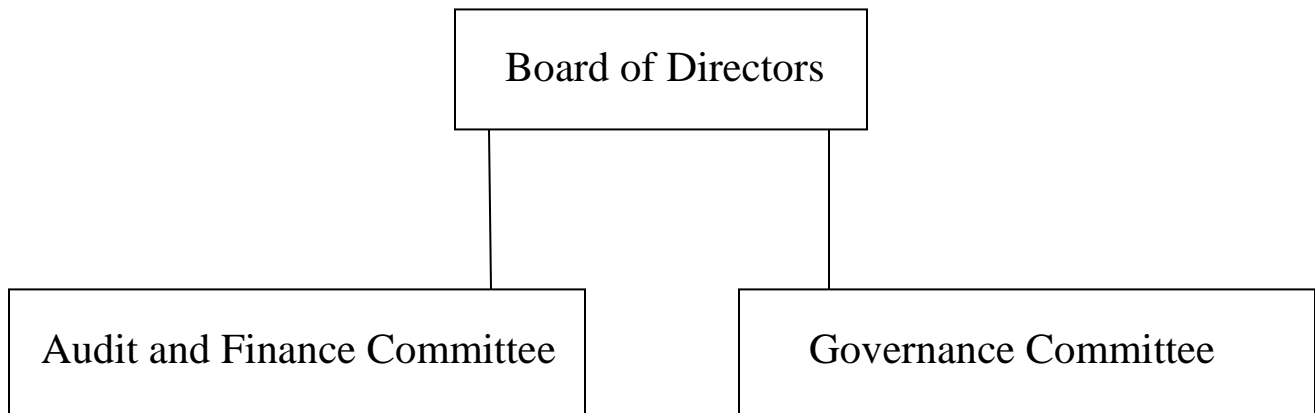 Board of Directors
Audit and Finance Committee
Governance Committee